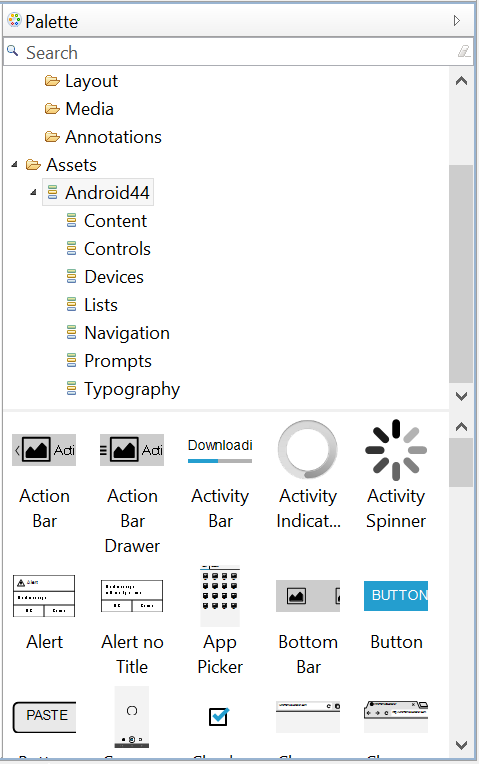 Palette
Search
Layout
Media
Annotations
Assets
Android44
Content
Controls
Devices
Lists
Navigation
Prompts
Typography
Acti
Acti
Downloadi
Action
Bar
Action
Bar
Drawer
Activity
Bar
Activity
Indicat...
Activity
Spinner
Alert
BUTTON
Alert
Alert no
Title
App
Picker
Bottom
Bar
Button
PASTE